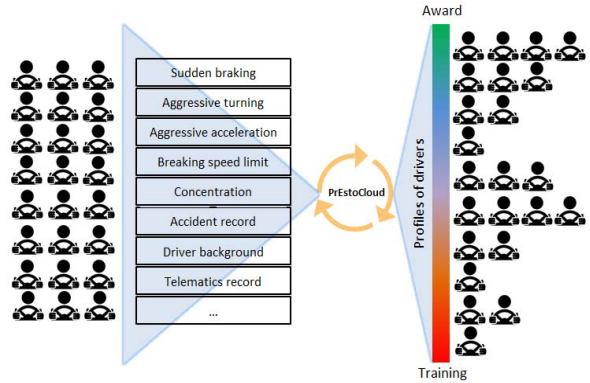 Award
Sudden braking
Aggressive turning
Aggressive acceleration
Breaking speed limit
Concentration
Accident record
Driver background
Telematics record
...
PrEstoCloud
Profiles of drivers
Training